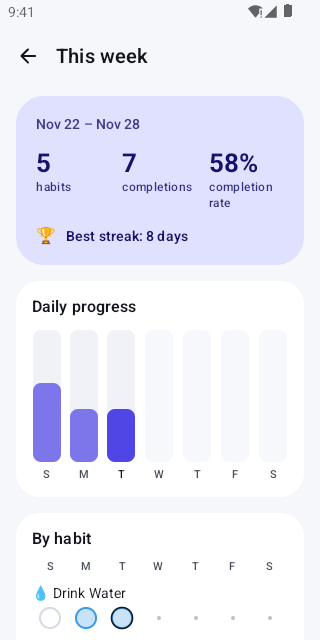 9:41
This week
Nov 22 – Nov 28
5 7 58%
habits completions completion
rate
🏆 Best streak: 8 days
Daily progress
S M T W T F S
By habit
S M T W T F S
💧 Drink Water